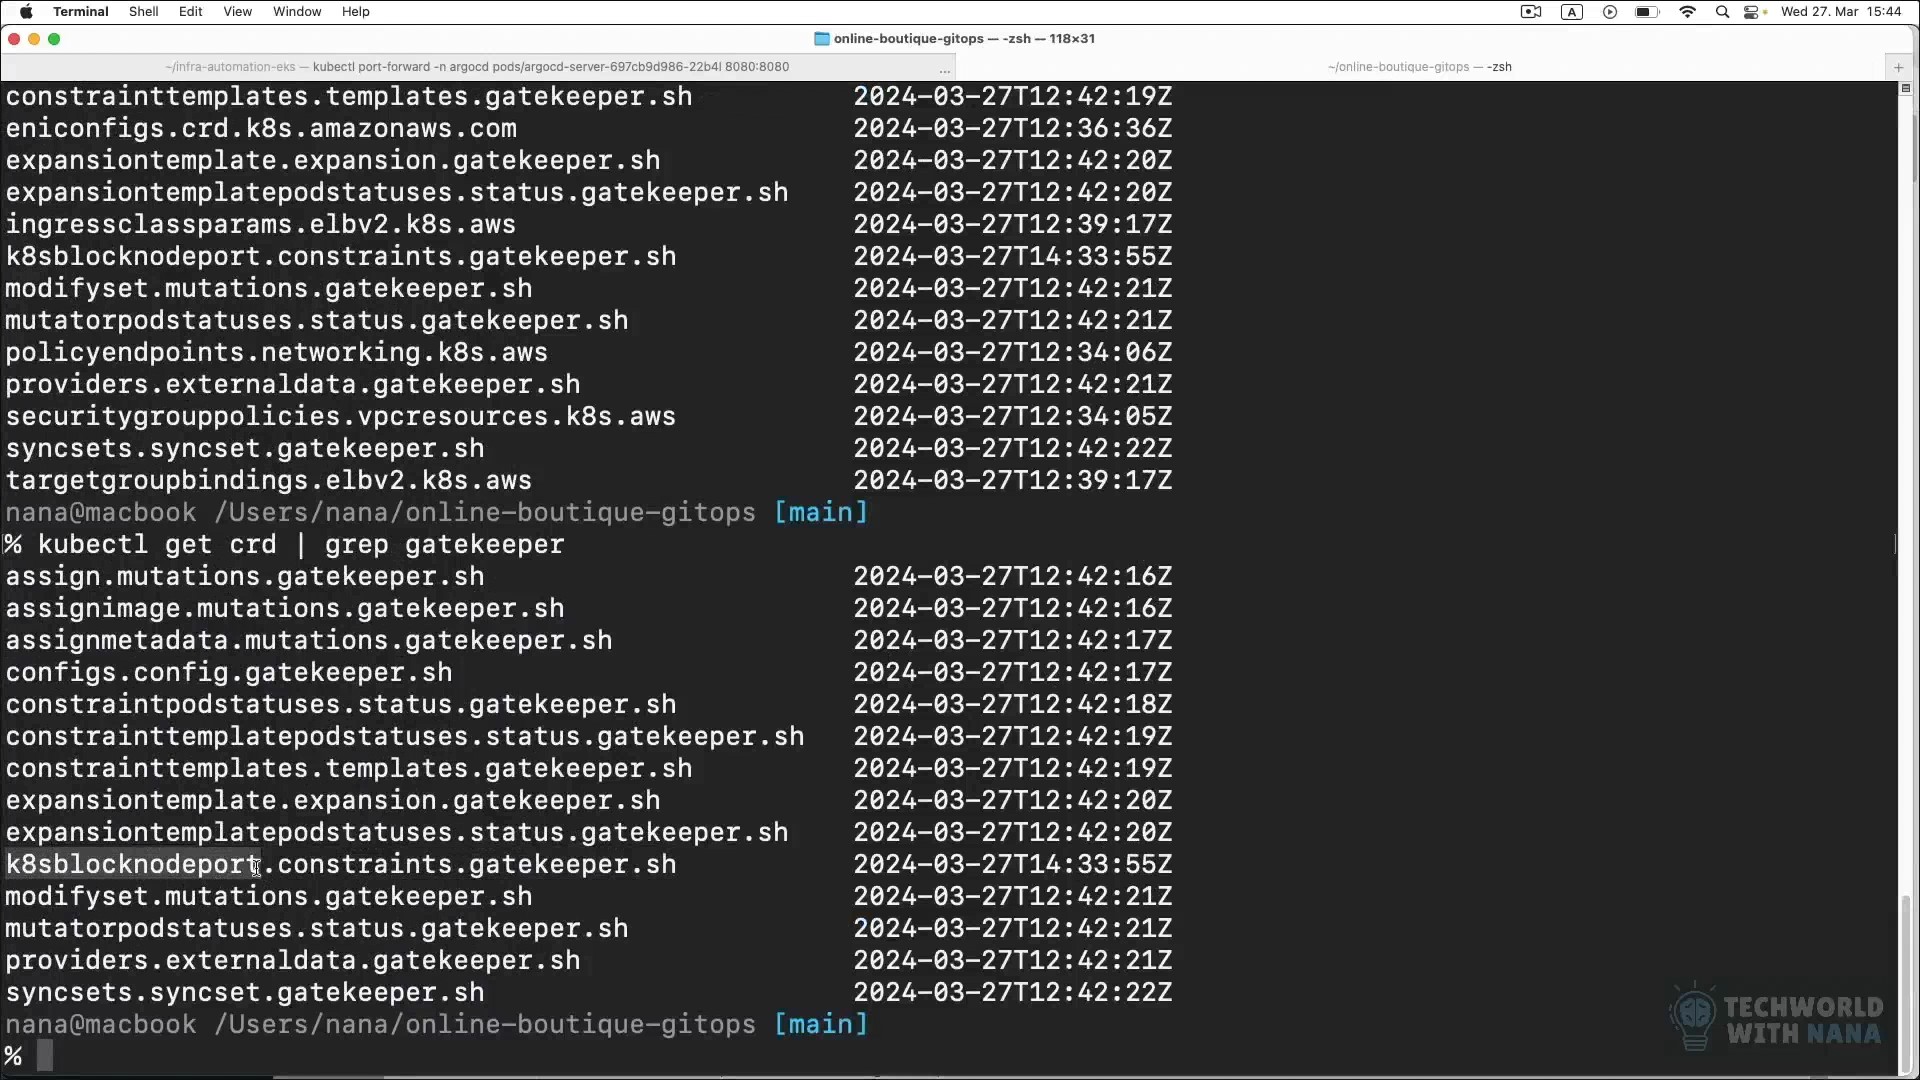 Terminal Shell Edit View Window Help A Wed 27. Mar 15:44
online-boutique-gitops — -zsh — 118×31
~/infra-automation-eks — kubectl port-forward -n argocd pods/argocd-server-697cb9d986-22b4l 8080:8080 ... ~/online-boutique-gitops — -zsh +
constrainttemplates.templates.gatekeeper.sh 2024-03-27T12:42:19Z
eniconfigs.crd.k8s.amazonaws.com 2024-03-27T12:36:36Z
expansiontemplate.expansion.gatekeeper.sh 2024-03-27T12:42:20Z
expansiontemplatepodstatuses.status.gatekeeper.sh 2024-03-27T12:42:20Z
ingressclassparams.elbv2.k8s.aws 2024-03-27T12:39:17Z
k8sblocknodeport.constraints.gatekeeper.sh 2024-03-27T14:33:55Z
modifyset.mutations.gatekeeper.sh 2024-03-27T12:42:21Z
mutatorpodstatuses.status.gatekeeper.sh 2024-03-27T12:42:21Z
policyendpoints.networking.k8s.aws 2024-03-27T12:34:06Z
providers.externaldata.gatekeeper.sh 2024-03-27T12:42:21Z
securitygrouppolicies.vpcresources.k8s.aws 2024-03-27T12:34:05Z
syncsets.syncset.gatekeeper.sh 2024-03-27T12:42:22Z
targetgroupbindings.elbv2.k8s.aws 2024-03-27T12:39:17Z
nana@macbook /Users/nana/online-boutique-gitops [main]
% kubectl get crd | grep gatekeeper
assign.mutations.gatekeeper.sh 2024-03-27T12:42:16Z
assignimage.mutations.gatekeeper.sh 2024-03-27T12:42:16Z
assignmetadata.mutations.gatekeeper.sh 2024-03-27T12:42:17Z
configs.config.gatekeeper.sh 2024-03-27T12:42:17Z
constraintpodstatuses.status.gatekeeper.sh 2024-03-27T12:42:18Z
constrainttemplatepodstatuses.status.gatekeeper.sh 2024-03-27T12:42:19Z
constrainttemplates.templates.gatekeeper.sh 2024-03-27T12:42:19Z
expansiontemplate.expansion.gatekeeper.sh 2024-03-27T12:42:20Z
expansiontemplatepodstatuses.status.gatekeeper.sh 2024-03-27T12:42:20Z
k8sblocknodeport.constraints.gatekeeper.sh 2024-03-27T14:33:55Z
modifyset.mutations.gatekeeper.sh 2024-03-27T12:42:21Z
mutatorpodstatuses.status.gatekeeper.sh 2024-03-27T12:42:21Z
providers.externaldata.gatekeeper.sh 2024-03-27T12:42:21Z
syncsets.syncset.gatekeeper.sh 2024-03-27T12:42:22Z
nana@macbook /Users/nana/online-boutique-gitops [main]
%
TECHWORLD
WITH NANA